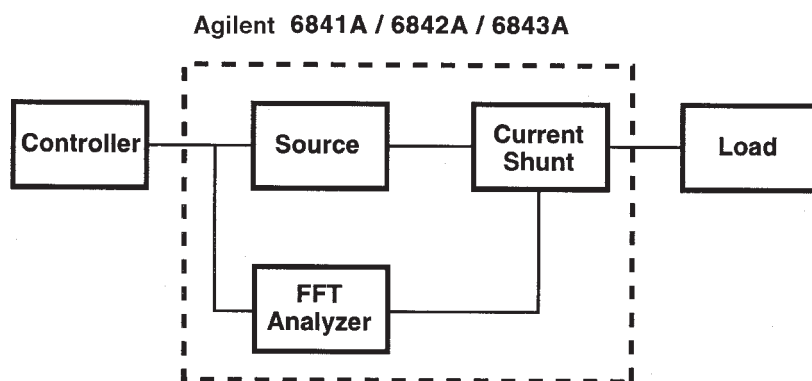 Agilent 6841A / 6842A / 6843A
Controller
Source
Current
Shunt
Load
FFT
Analyzer